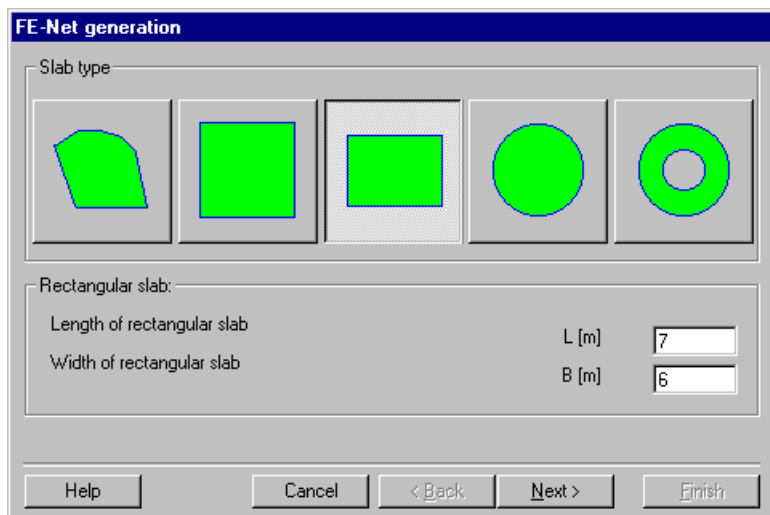 FE-Net generation
Slab type
Rectangular slab:
Length of rectangular slab L [m] 7
Width of rectangular slab B [m] 6
Help Cancel < Back Next > Finish